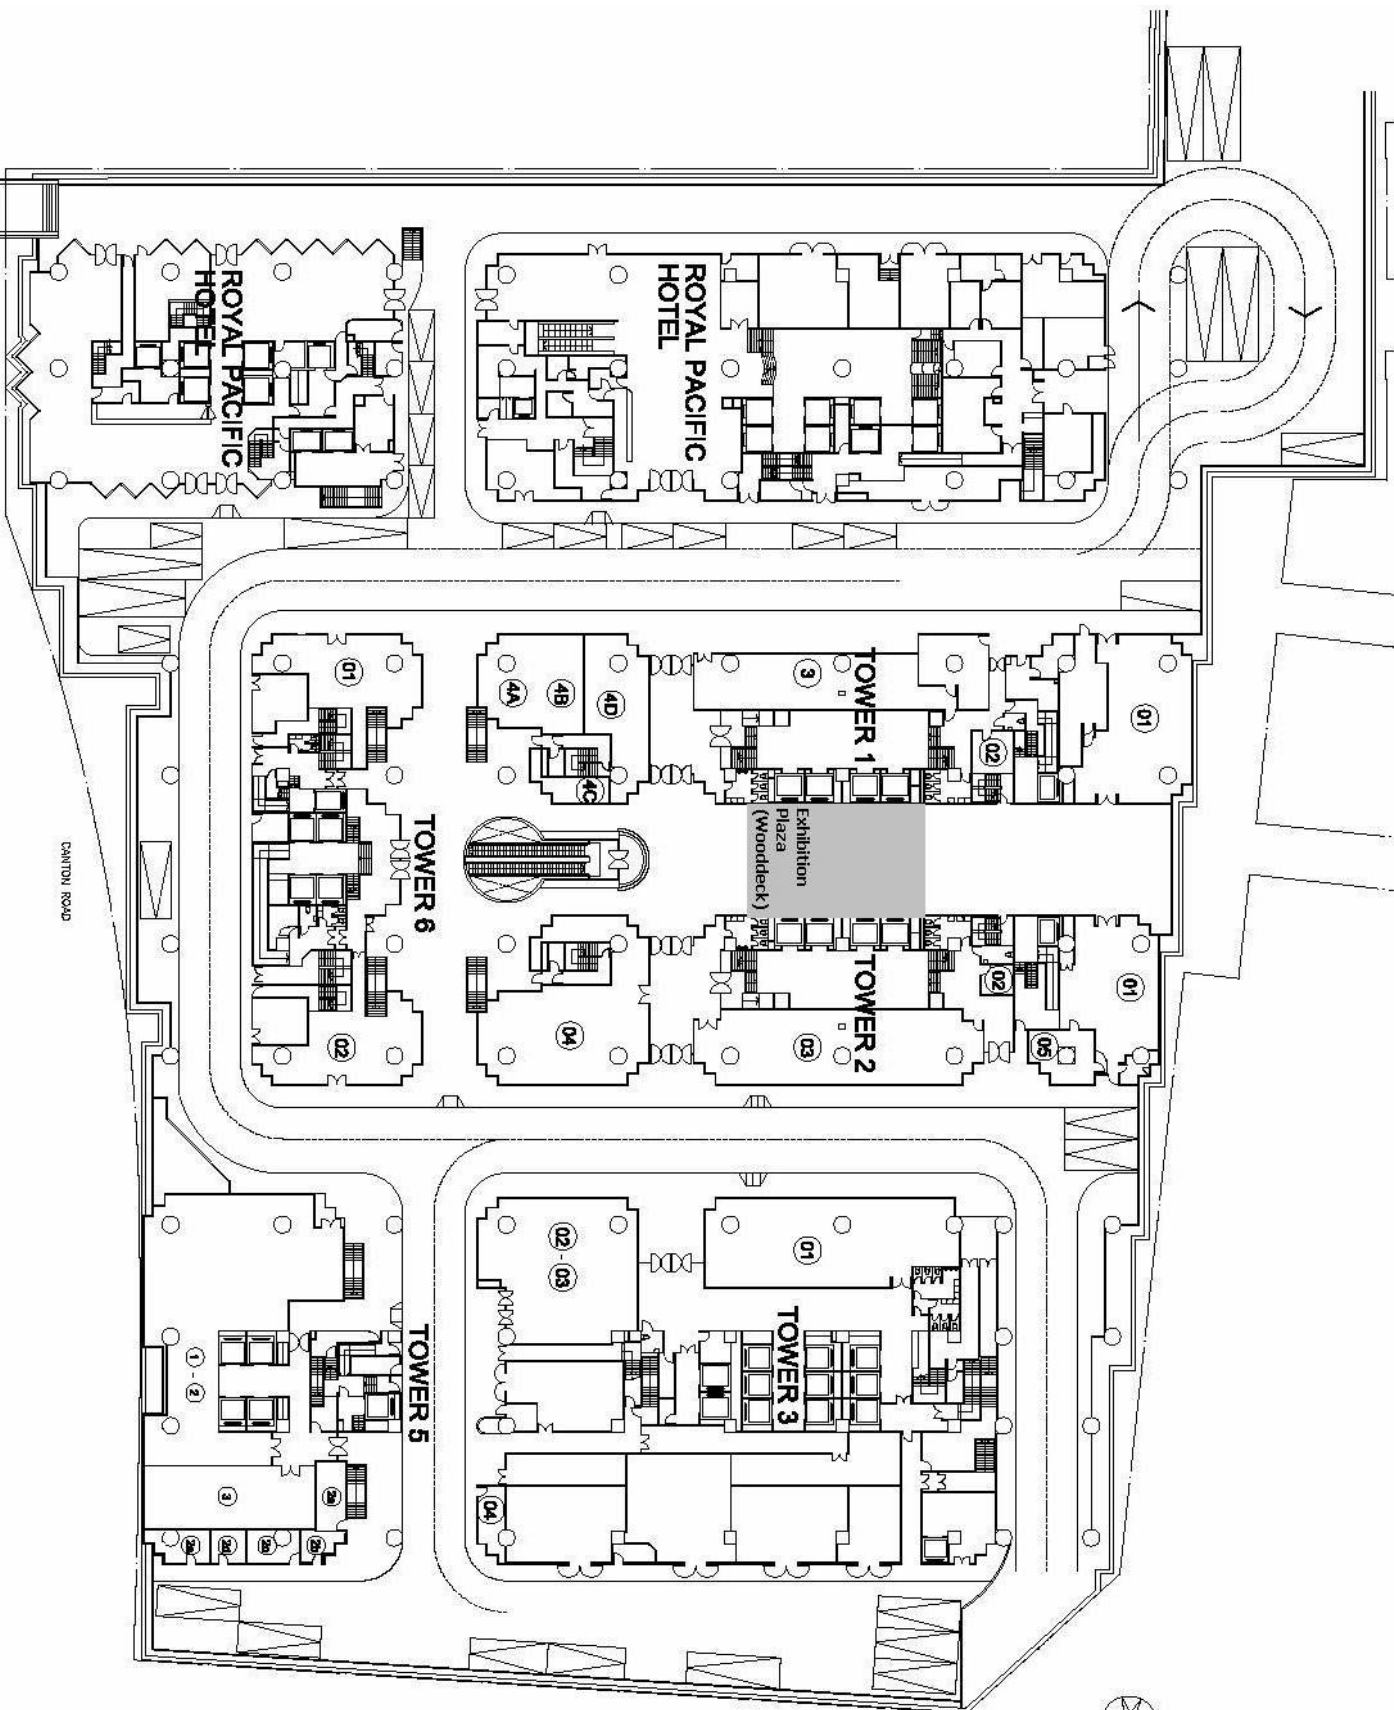 ROYAL PACIFIC
HOTEL
ROYAL PACIFIC
HOTEL
01
4A
4B
4D
4C
3
TOWER 1
02
01
TOWER 6
Exhibition
Plaza
(Wooddeck)
CANTON ROAD
02
04
03
TOWER 2
02
05
01
02
-
03
01
TOWER 3
04
TOWER 5
1
-
2
3